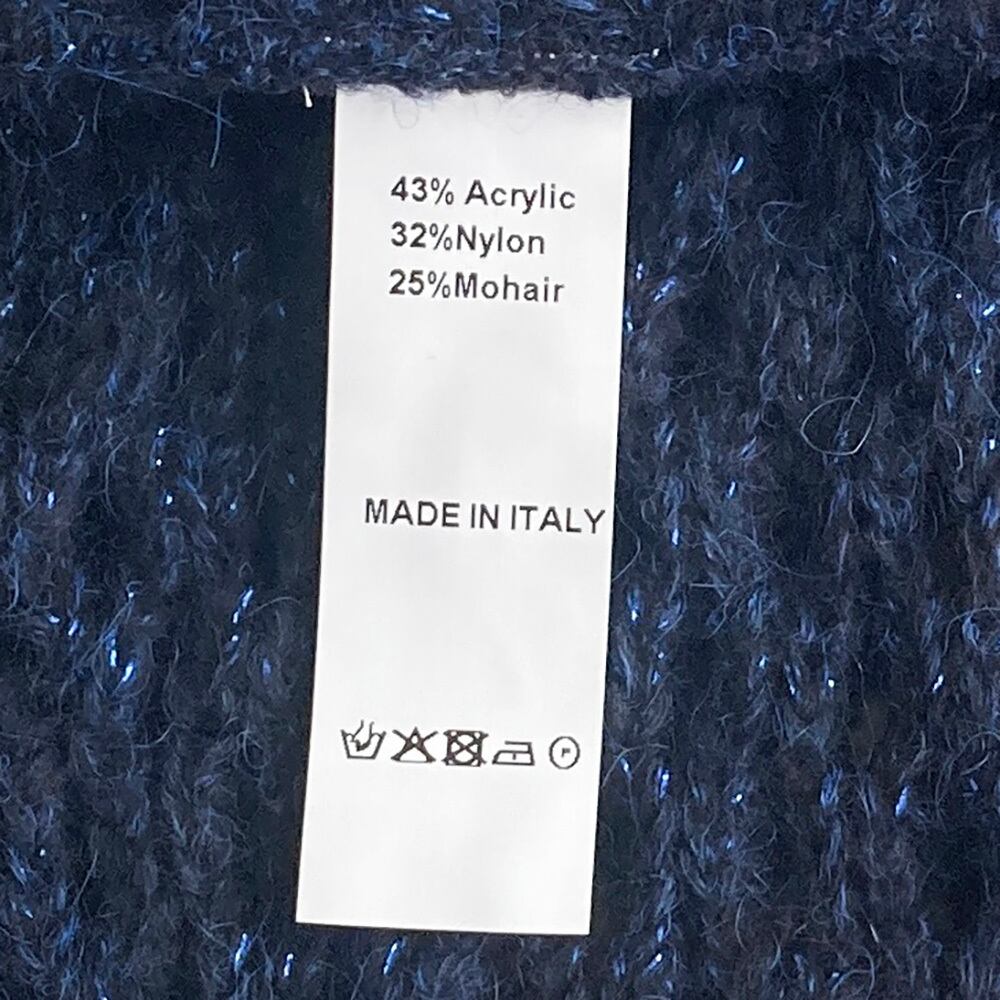 43% Acrylic
32%Nylon
25%Mohair
MADE IN ITALY
P